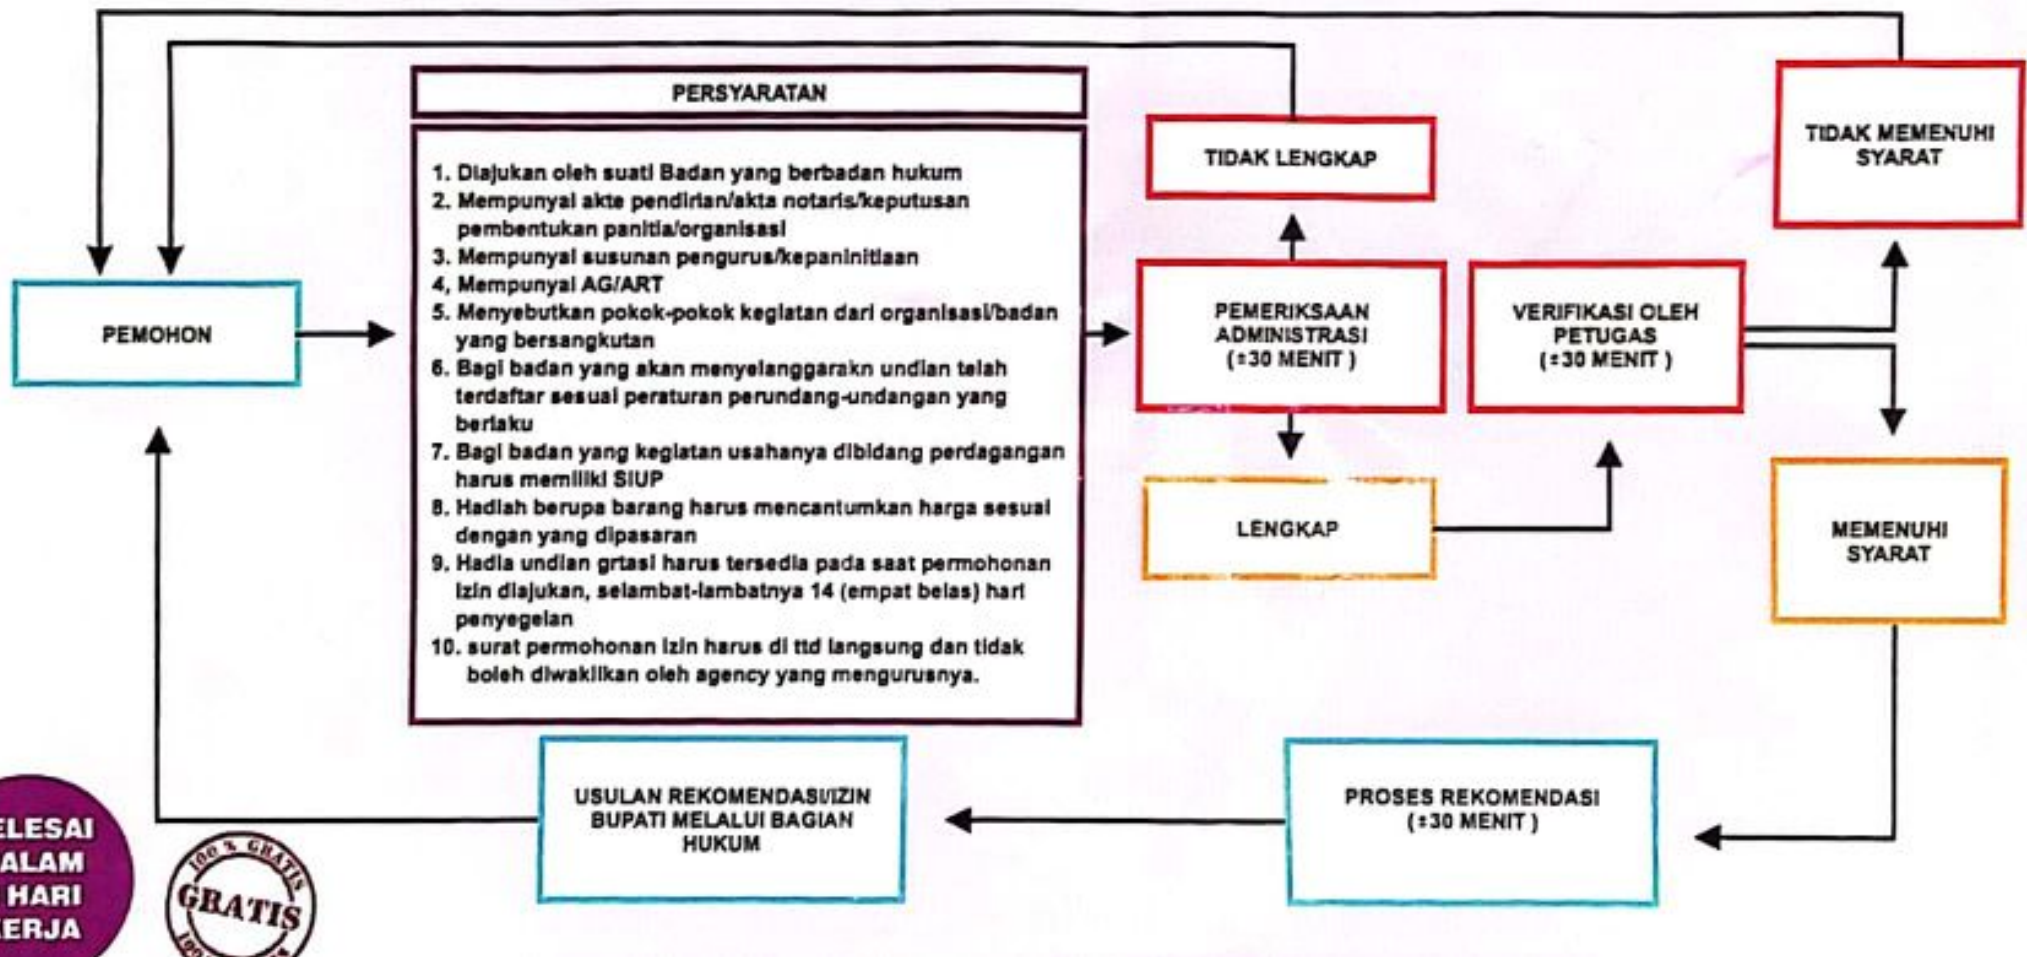 PERSYARATAN
1. Diajukan oleh suati Badan yang berbadan hukum
2. Mempunyai akte pendirian/akta notaris/keputusan
pembentukan panitia/organisasi
3. Mempunyai susunan pengurus/kepaninitiaan
4, Mempunyai AG/ART
5. Menyebutkan pokok-pokok kegiatan dari organisasi/badan
yang bersangkutan
6. Bagi badan yang akan menyelanggarakn undian telah
terdaftar sesuai peraturan perundang-undangan yang
berlaku
7. Bagi badan yang kegiatan usahanya dibidang perdagangan
harus memiliki SIUP
8. Hadiah berupa barang harus mencantumkan harga sesuai
dengan yang dipasaran
9. Hadia undian grtasi harus tersedia pada saat permohonan
izin diajukan, selambat-lambatnya 14 (empat belas) hari
penyegelan
10. surat permohonan izin harus di ttd langsung dan tidak
boleh diwakilkan oleh agency yang mengurusnya.
PEMOHON
TIDAK LENGKAP
TIDAK MEMENUHI
SYARAT
PEMERIKSAAN
ADMINISTRASI
(±30 MENIT )
VERIFIKASI OLEH
PETUGAS
(±30 MENIT )
LENGKAP
MEMENUHI
SYARAT
USULAN REKOMENDASI/IZIN
BUPATI MELALUI BAGIAN
HUKUM
PROSES REKOMENDASI
(±30 MENIT )
ELESAI
ALAM
HARI
ERJA
100 % GRATIS
GRATIS